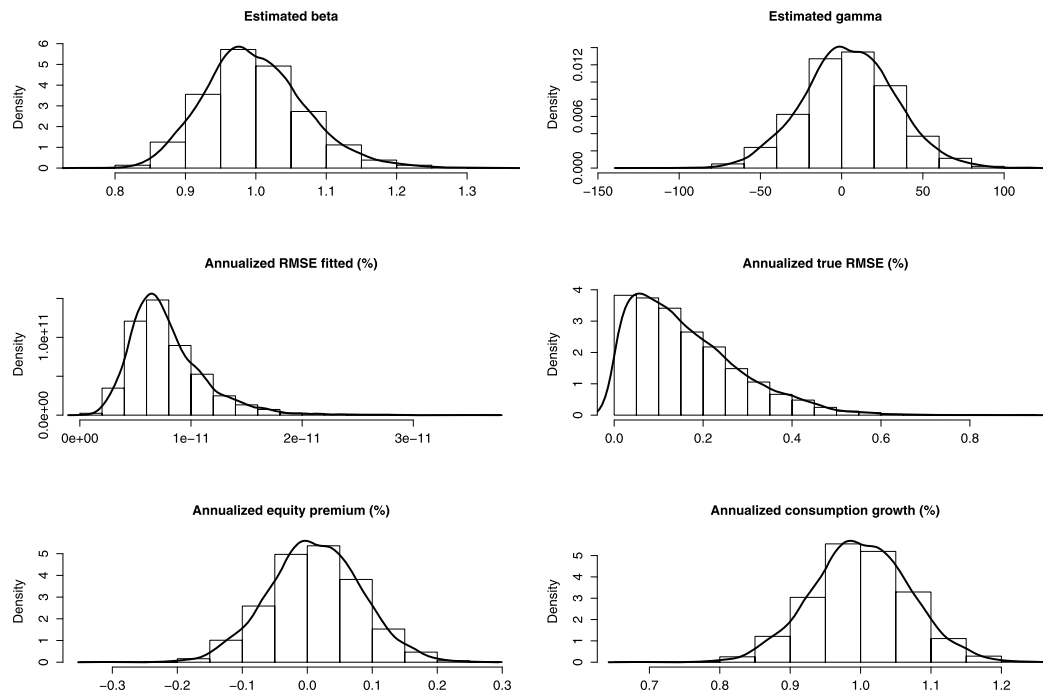 Estimated beta
Density
0 1 2 3 4 5 6
0.8 0.9 1.0 1.1 1.2 1.3
Estimated gamma
Density
0.000 0.006 0.012
−150 −100 −50 0 50 100
Annualized RMSE fitted (%)
Density
0.0e+00 1.0e+11
0e+00 1e−11 2e−11 3e−11
Annualized true RMSE (%)
Density
0 1 2 3 4
0.0 0.2 0.4 0.6 0.8
Annualized equity premium (%)
Density
0 1 2 3 4 5
−0.3 −0.2 −0.1 0.0 0.1 0.2 0.3
Annualized consumption growth (%)
Density
0 1 2 3 4 5
0.7 0.8 0.9 1.0 1.1 1.2